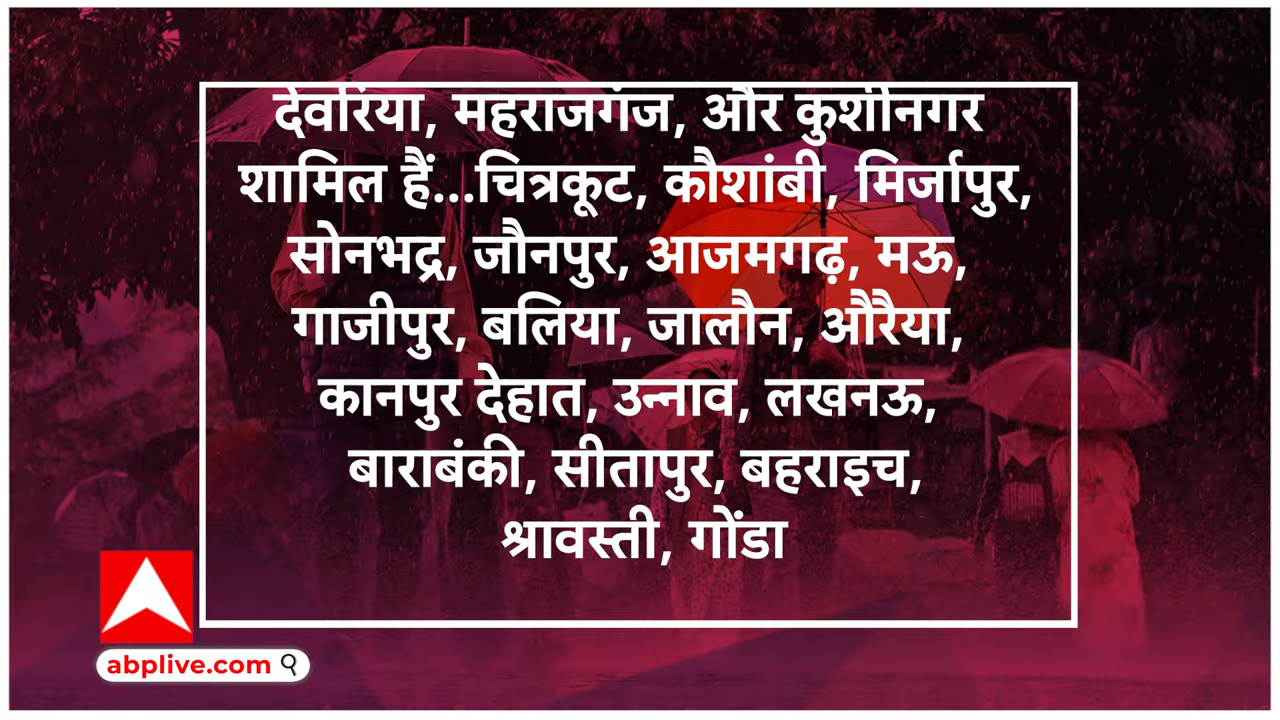 देवरिया, महराजगंज, और कुशीनगर
शामिल हैं...चित्रकूट, कौशांबी, मिर्जापुर,
सोनभद्र, जौनपुर, आजमगढ़, मऊ,
गाजीपुर, बलिया, जालौन, औरैया,
कानपुर देहात, उन्नाव, लखनऊ,
बाराबंकी, सीतापुर, बहराइच,
श्रावस्ती, गोंडा
abplive.com